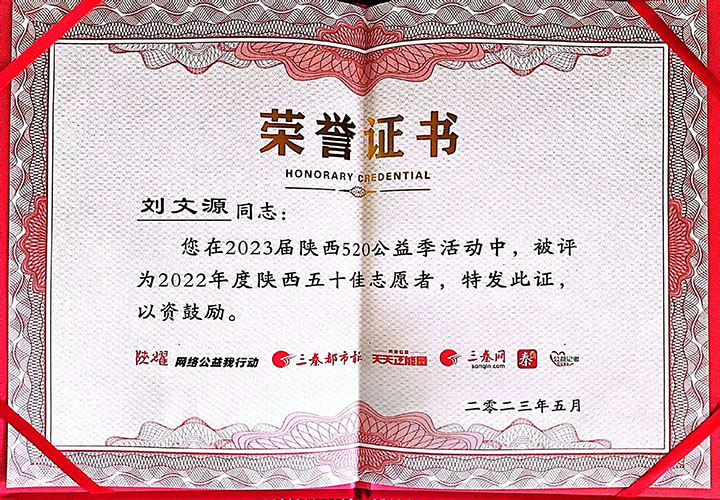 荣誉证书
HONORARY CREDENTIAL
刘文源同志：
您在2023届陕西520公益季活动中，被评
为2022年度陕西五十佳志愿者，特发此证，
以资鼓励。
陕耀 网络公益我行动 三秦都市报 天天正能量 三秦网 sanqin.com 秦 公益记者
二零二三年五月